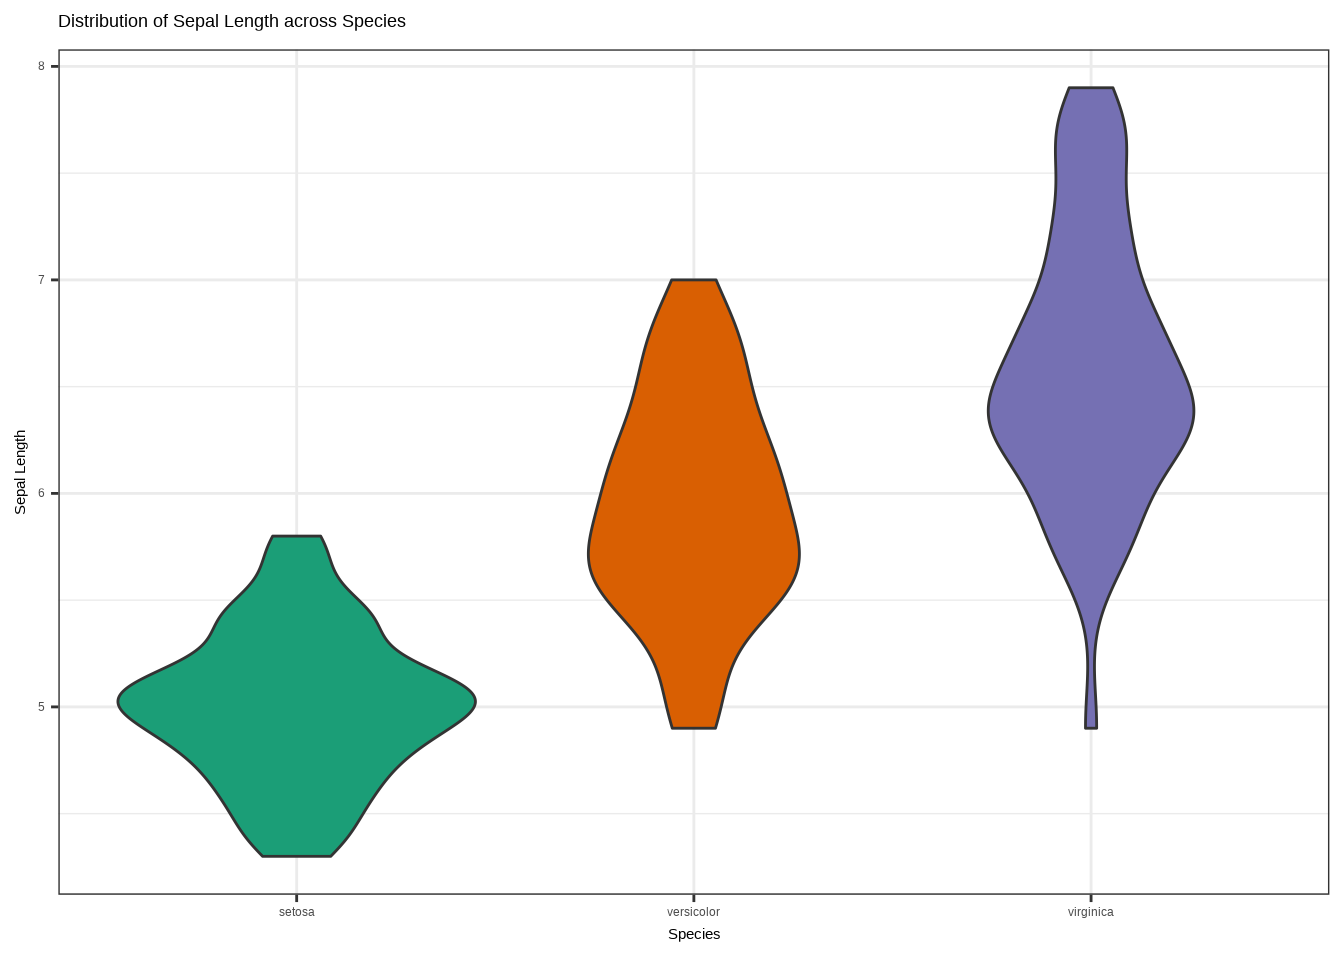 Distribution of Sepal Length across Species
8
7
6
5
Sepal Length
setosa
versicolor
virginica
Species